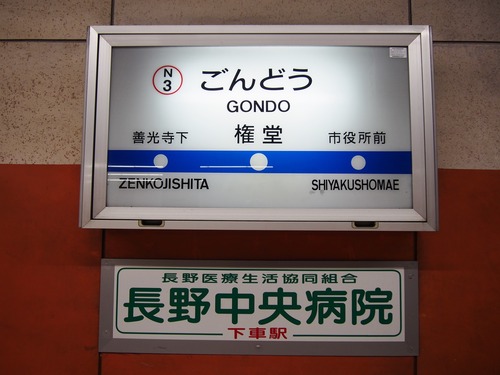 N
3
ごんどう
GONDO
善光寺下
権堂
市役所前
ZENKOJISHITA
SHIYAKUSHOMAE
長野医療生活協同組合
長野中央病院
下車駅